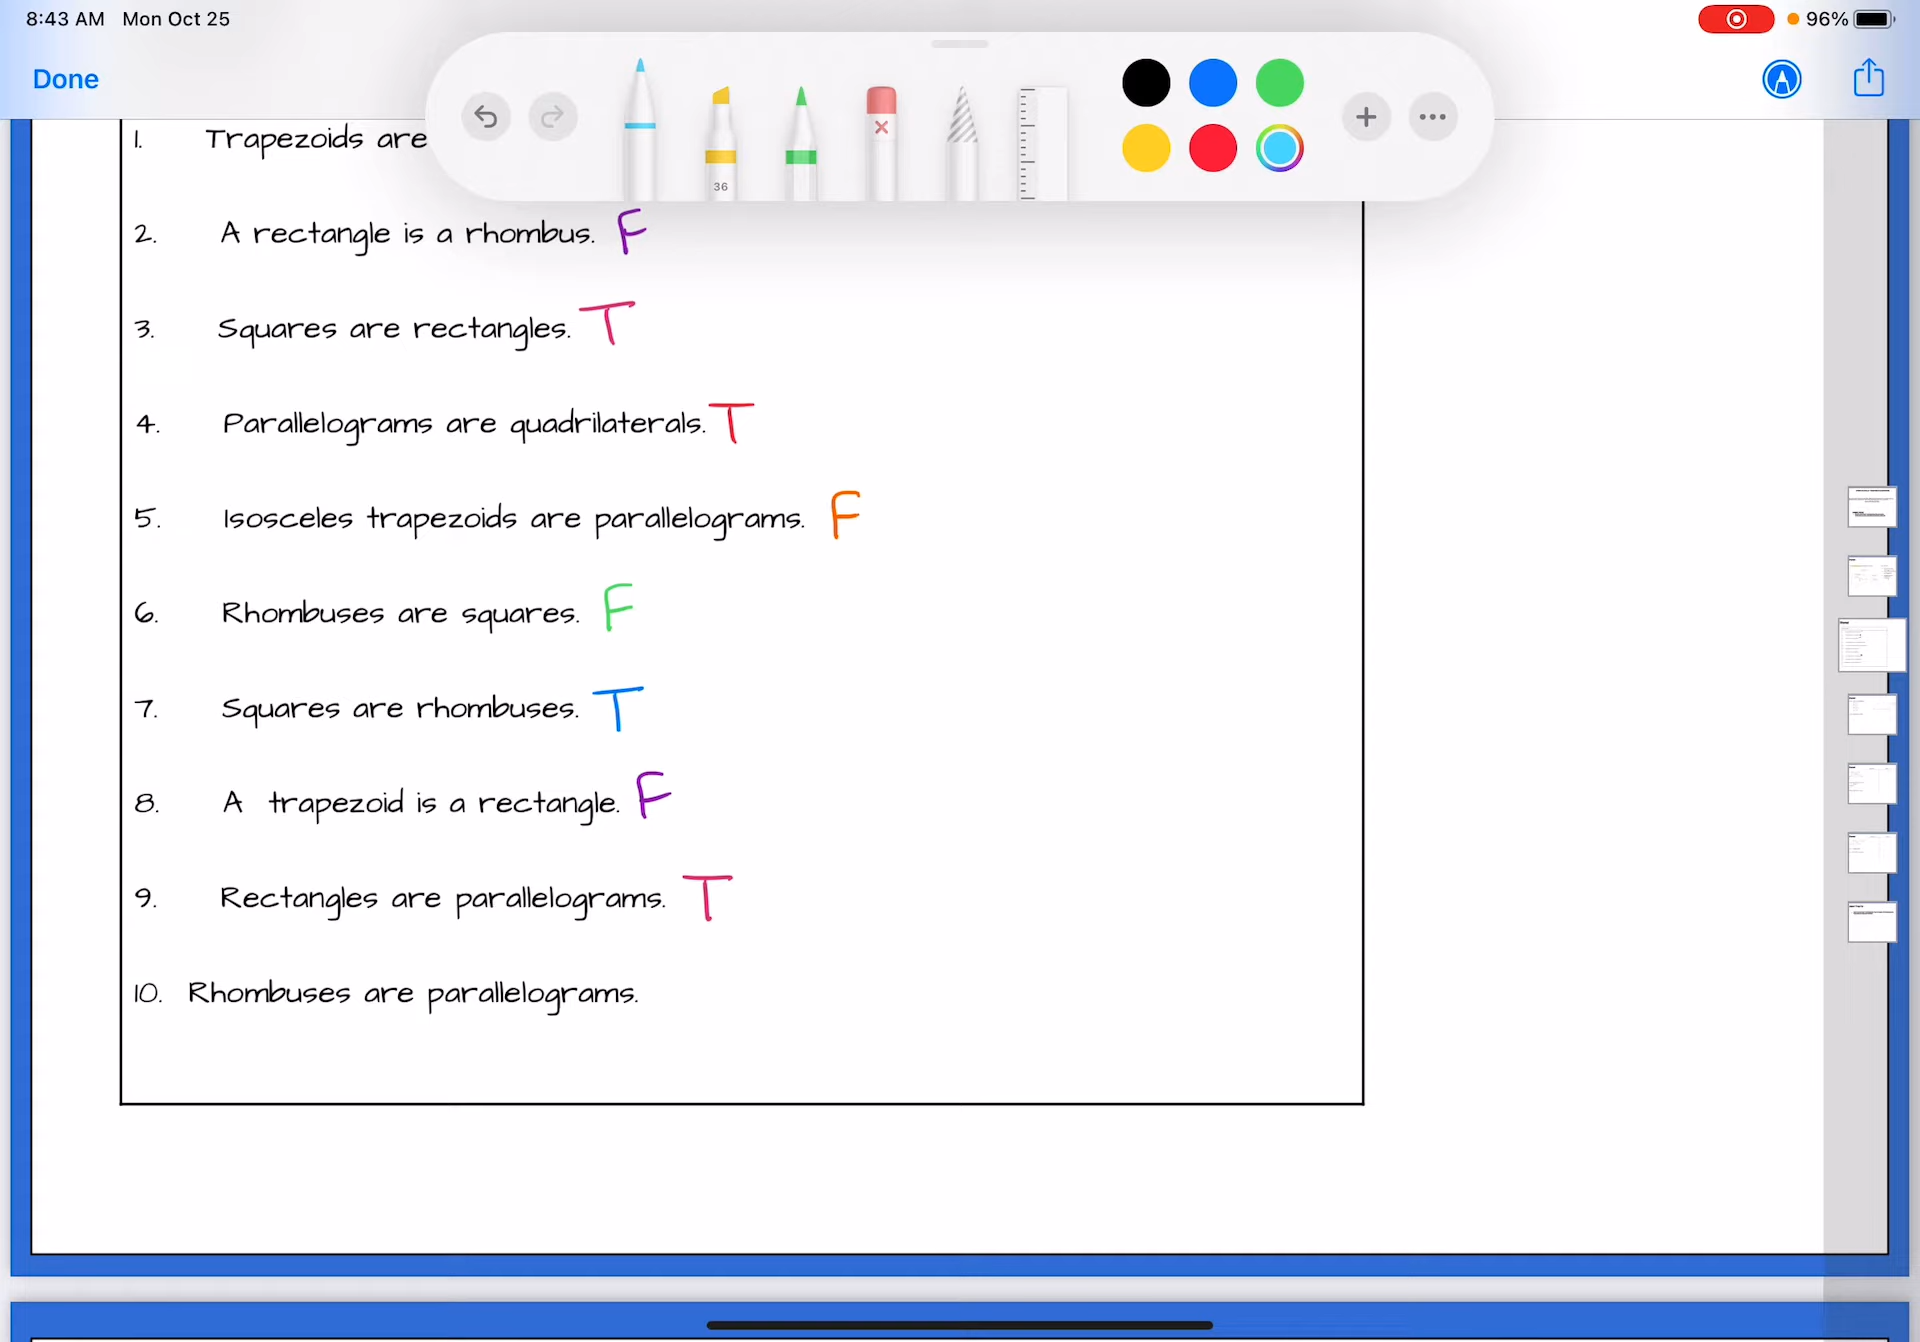 8:43 AM Mon Oct 25
96%
Done
36
1. Trapezoids are
2. A rectangle is a rhombus. F
3. Squares are rectangles. T
4. Parallelograms are quadrilaterals. T
5. Isosceles trapezoids are parallelograms. F
6. Rhombuses are squares. F
7. Squares are rhombuses. T
8. A trapezoid is a rectangle. F
9. Rectangles are parallelograms. T
10. Rhombuses are parallelograms.